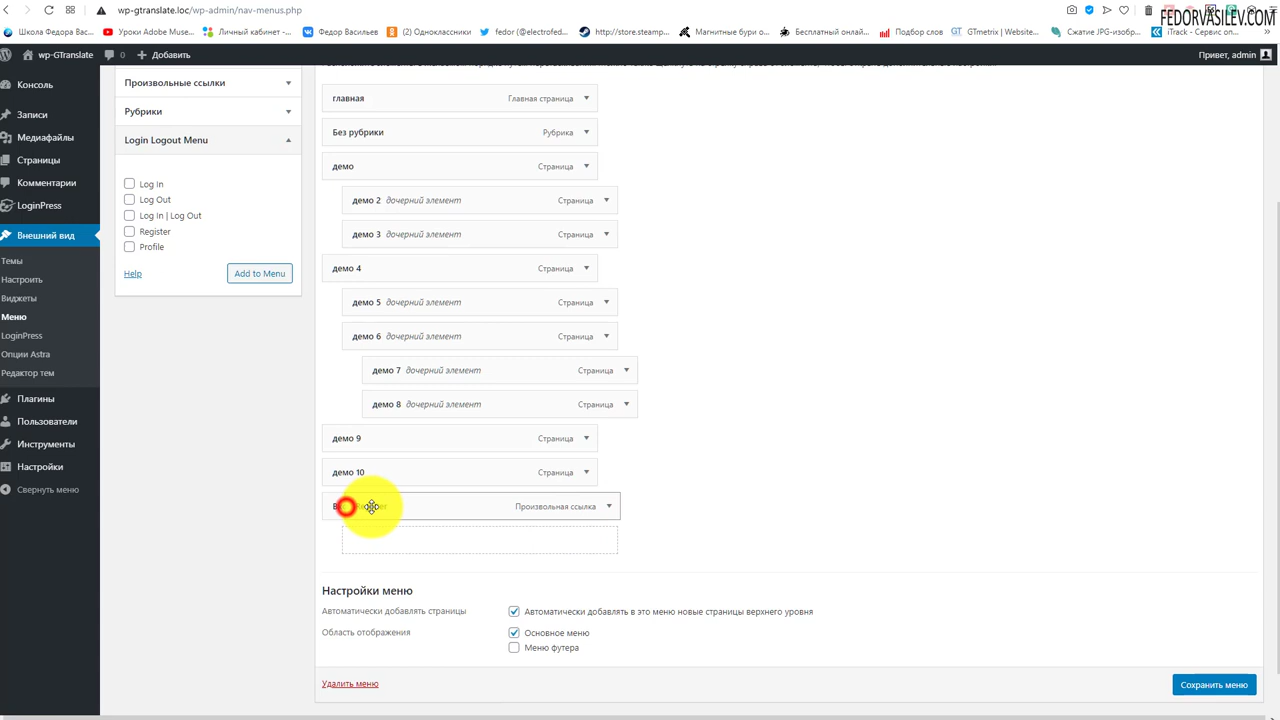 wp-gtranslate.loc/wp-admin/nav-menus.php
FEDORVASILEV.COM
Школа Федора Вас...
Уроки Adobe Muse...
Личный кабинет -...
Федор Васильев
(2) Одноклассники
fedor (@electrofed...
http://store.steamp...
Магнитные бури о...
Бесплатный онлай...
Подбор слов
GTmetrix | Website...
Сжатие JPG-изобр...
iTrack - Сервис оп...
wp-GTranslate
0
Добавить
Привет, admin
Консоль
Записи
Медиафайлы
Страницы
Комментарии
LoginPress
Внешний вид
Темы
Настроить
Виджеты
Меню
LoginPress
Опции Astra
Редактор тем
Плагины
Пользователи
Инструменты
Настройки
Свернуть меню
Произвольные ссылки
Рубрики
Login Logout Menu
Log In
Log Out
Log In | Log Out
Register
Profile
Help
Add to Menu
главная Главная страница
Без рубрики Рубрика
демо Страница
демо 2 дочерний элемент Страница
демо 3 дочерний элемент Страница
демо 4 Страница
демо 5 дочерний элемент Страница
демо 6 дочерний элемент Страница
демо 7 дочерний элемент Страница
демо 8 дочерний элемент Страница
демо 9 Страница
демо 10 Страница
Произвольная ссылка
Настройки меню
Автоматически добавлять страницы
Автоматически добавлять в это меню новые страницы верхнего уровня
Область отображения
Основное меню
Меню футера
Удалить меню
Сохранить меню